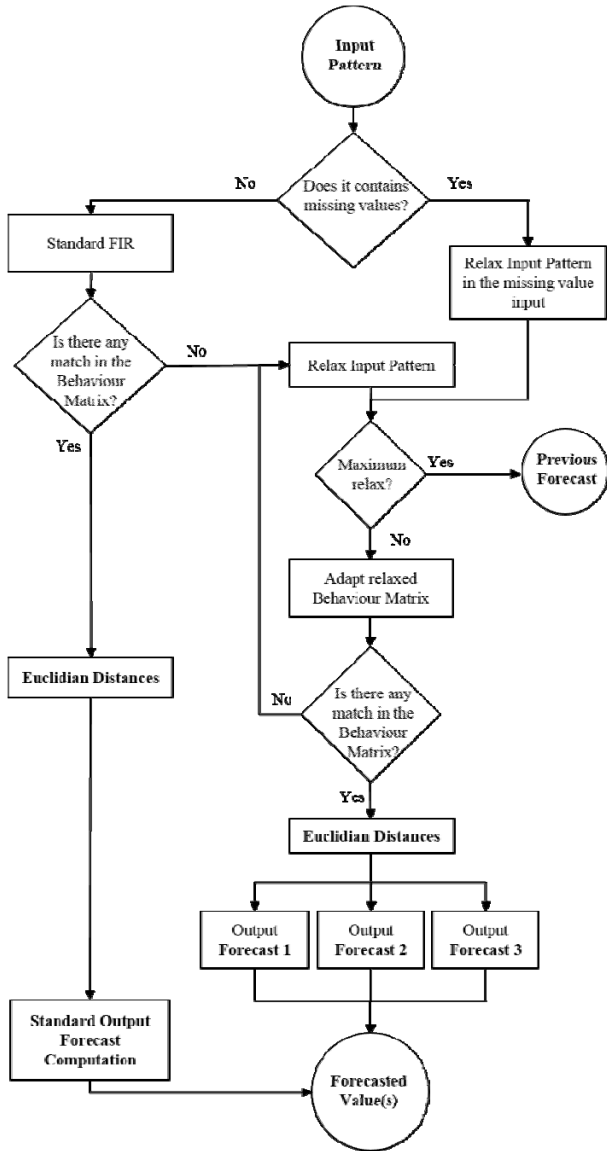 Input
Pattern
Does it contains
missing values?
No
Yes
Standard FIR
Relax Input Pattern
in the missing value
input
Is there any
match in the
Behaviour
Matrix?
No
Relax Input Pattern
Yes
Maximum
relax?
Yes
Previous
Forecast
No
Adapt relaxed
Behaviour Matrix
Euclidian Distances
No
Is there any
match in the
Behaviour
Matrix?
Yes
Euclidian Distances
Output
Forecast 1
Output
Forecast 2
Output
Forecast 3
Standard Output
Forecast
Computation
Forecasted
Value(s)